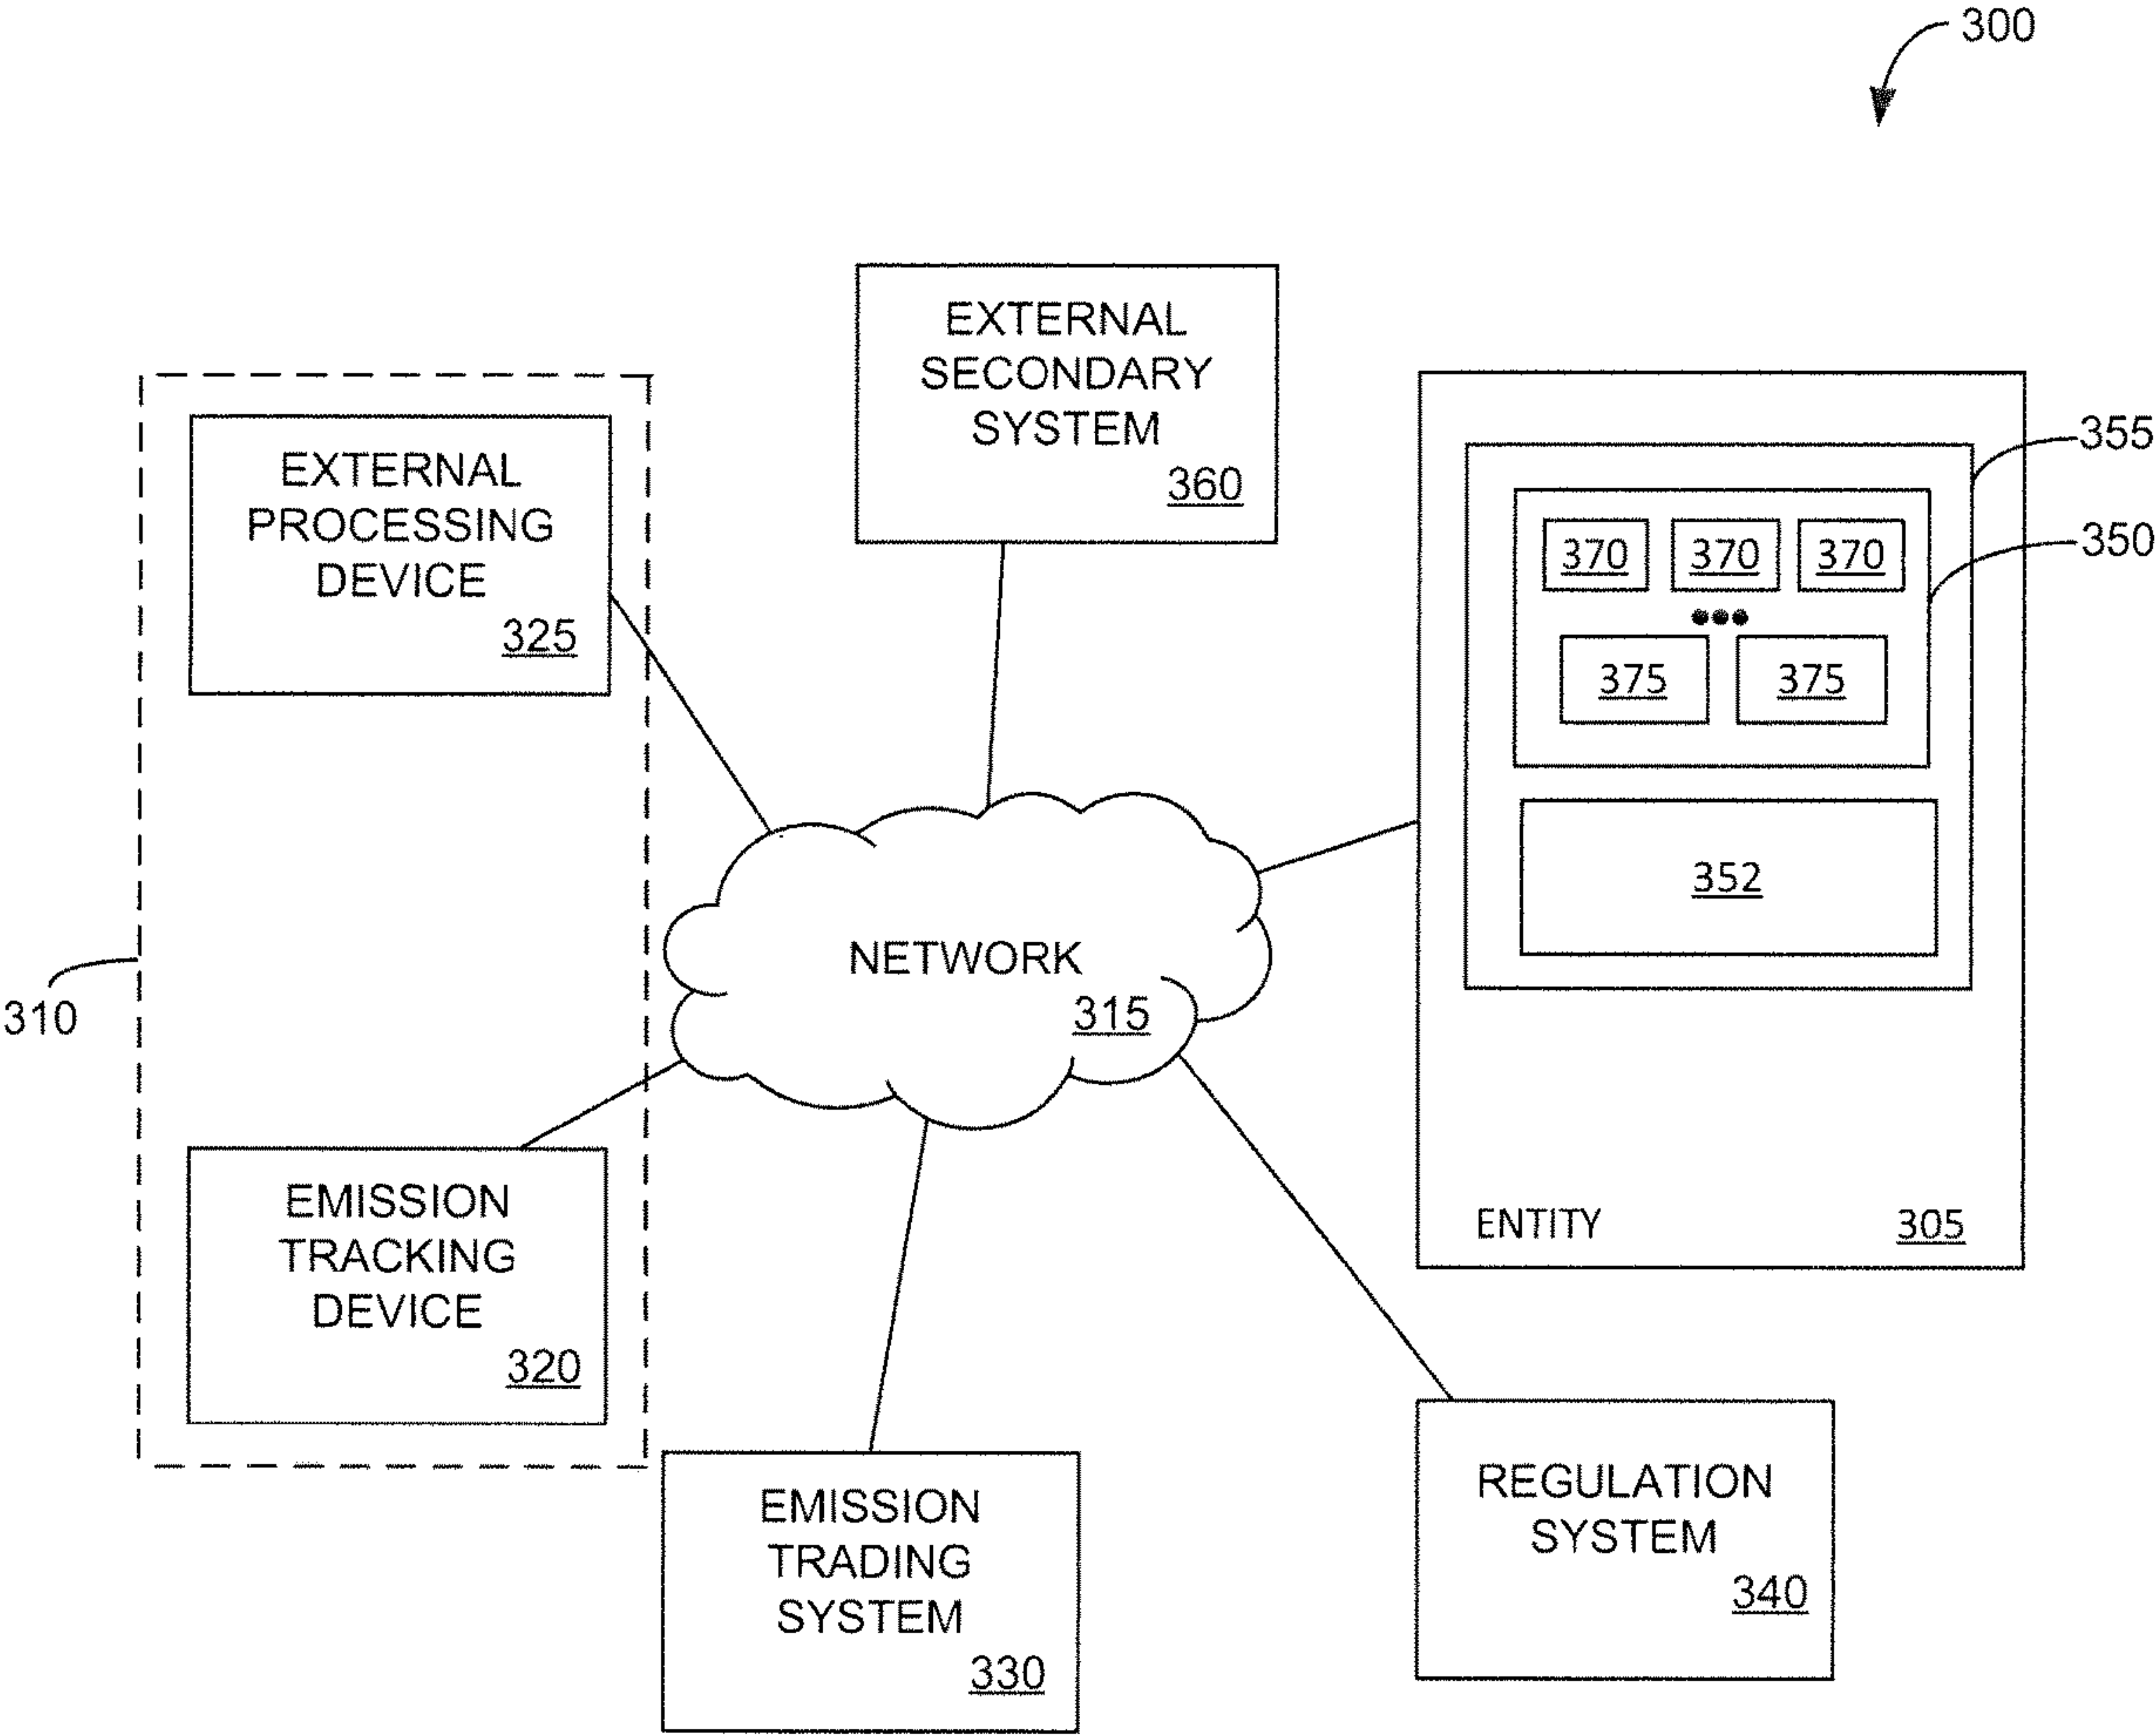 300
EXTERNAL
SECONDARY
SYSTEM
360
EXTERNAL
PROCESSING
DEVICE
325
355
350
370 370 370
375 375
352
NETWORK
315
310
EMISSION
TRACKING
DEVICE
320
ENTITY 305
EMISSION
TRADING
SYSTEM
330
REGULATION
SYSTEM
340